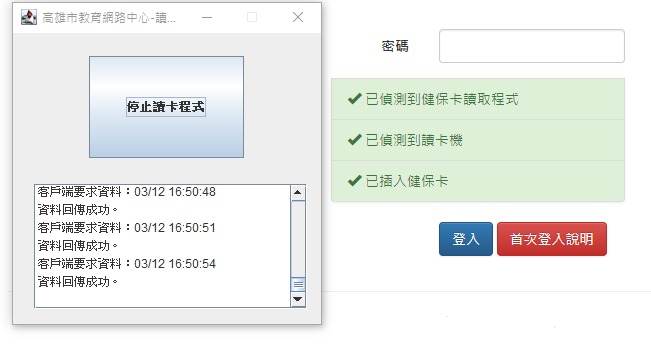 高雄市教育網路中心-讀...
停止讀卡程式
客戶端要求資料：03/12 16:50:48
資料回傳成功。
客戶端要求資料：03/12 16:50:51
資料回傳成功。
客戶端要求資料：03/12 16:50:54
資料回傳成功。
密碼
已偵測到健保卡讀取程式
已偵測到讀卡機
已插入健保卡
登入 首次登入說明